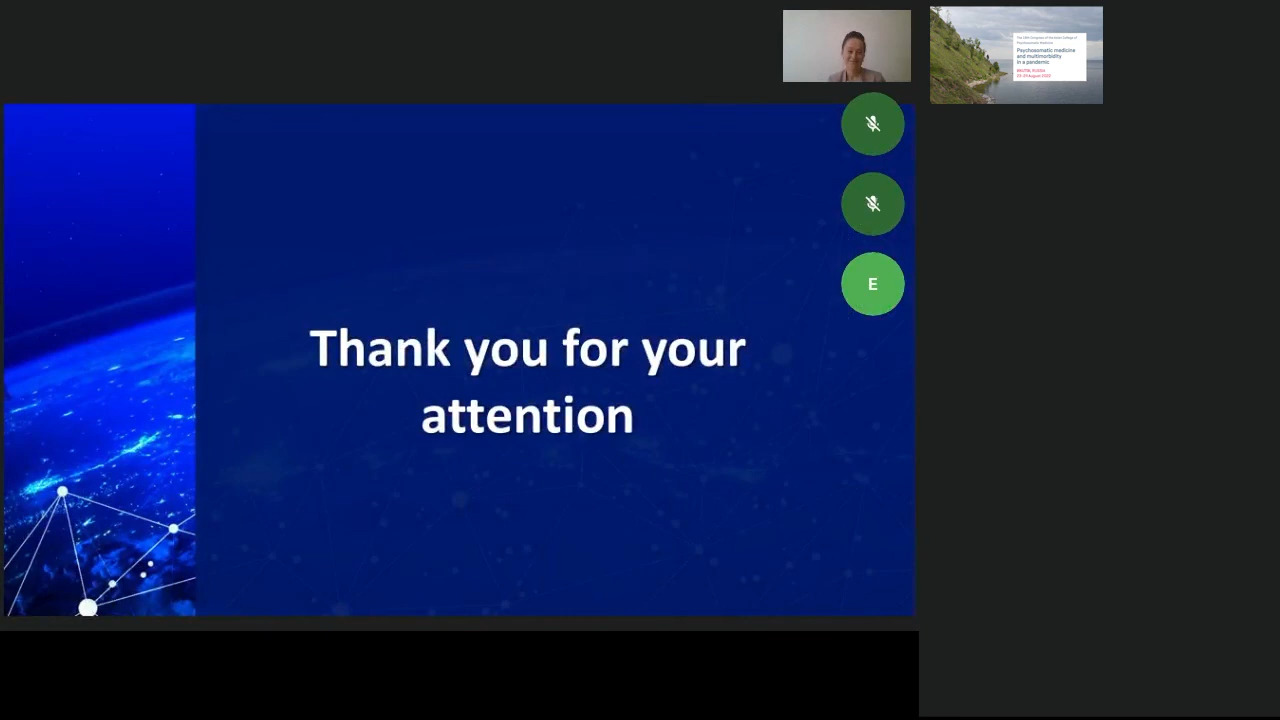 Psychosomatic medicine
and multimorbidity
in a pandemic
E
Thank you for your
attention